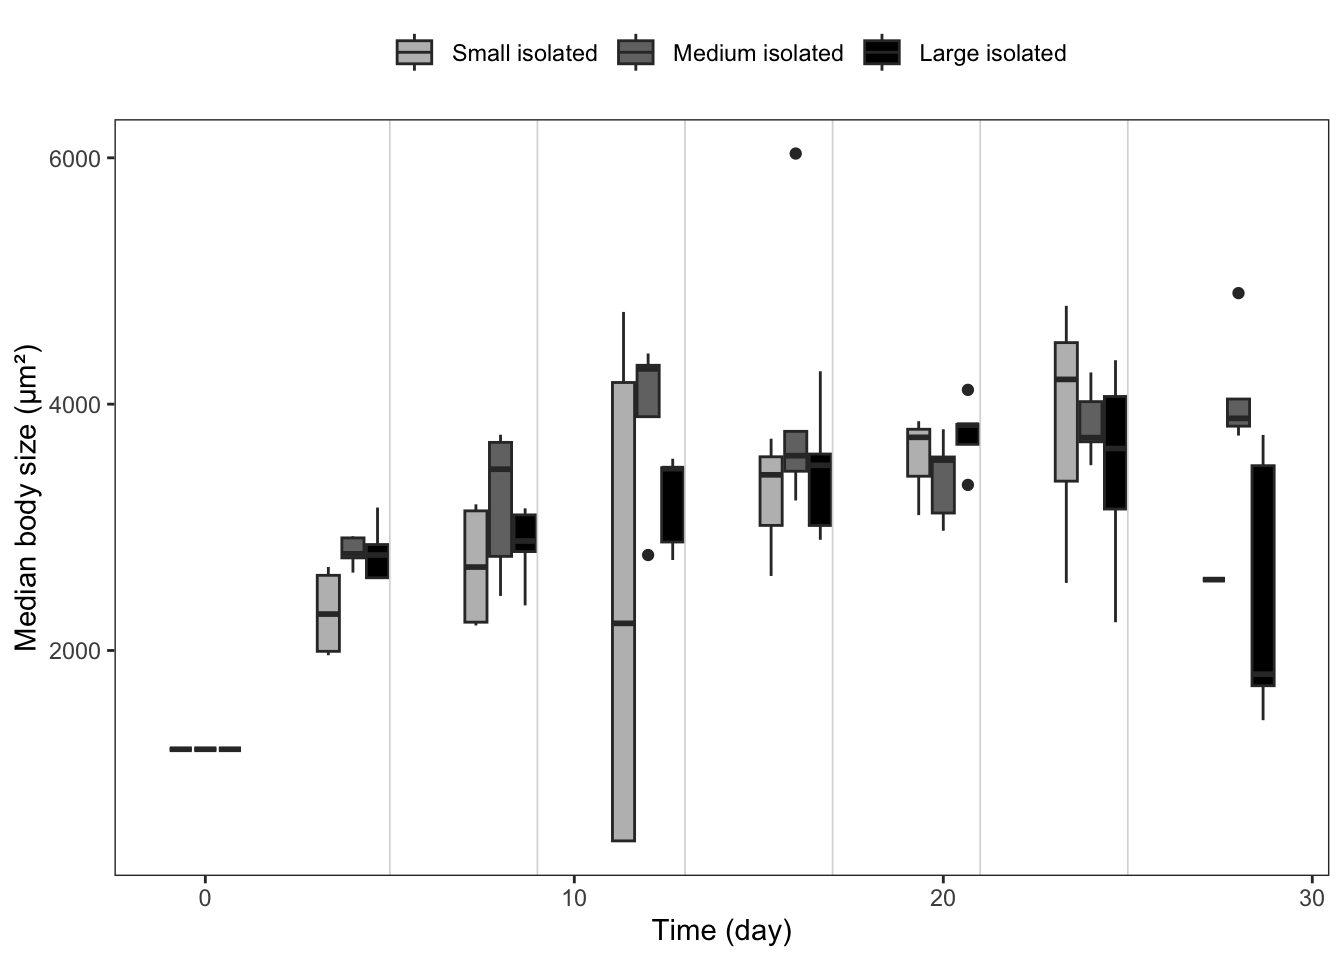 Small isolated Medium isolated Large isolated
6000
4000
2000
Median body size (μm²)
0 10 20 30
Time (day)